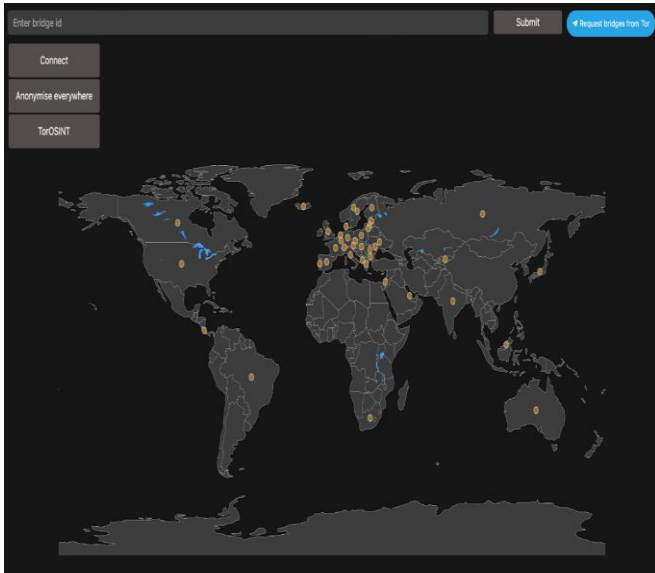 Enter bridge id
Submit
Request bridges from Tor
Connect
Anonymise everywhere
TorOSINT